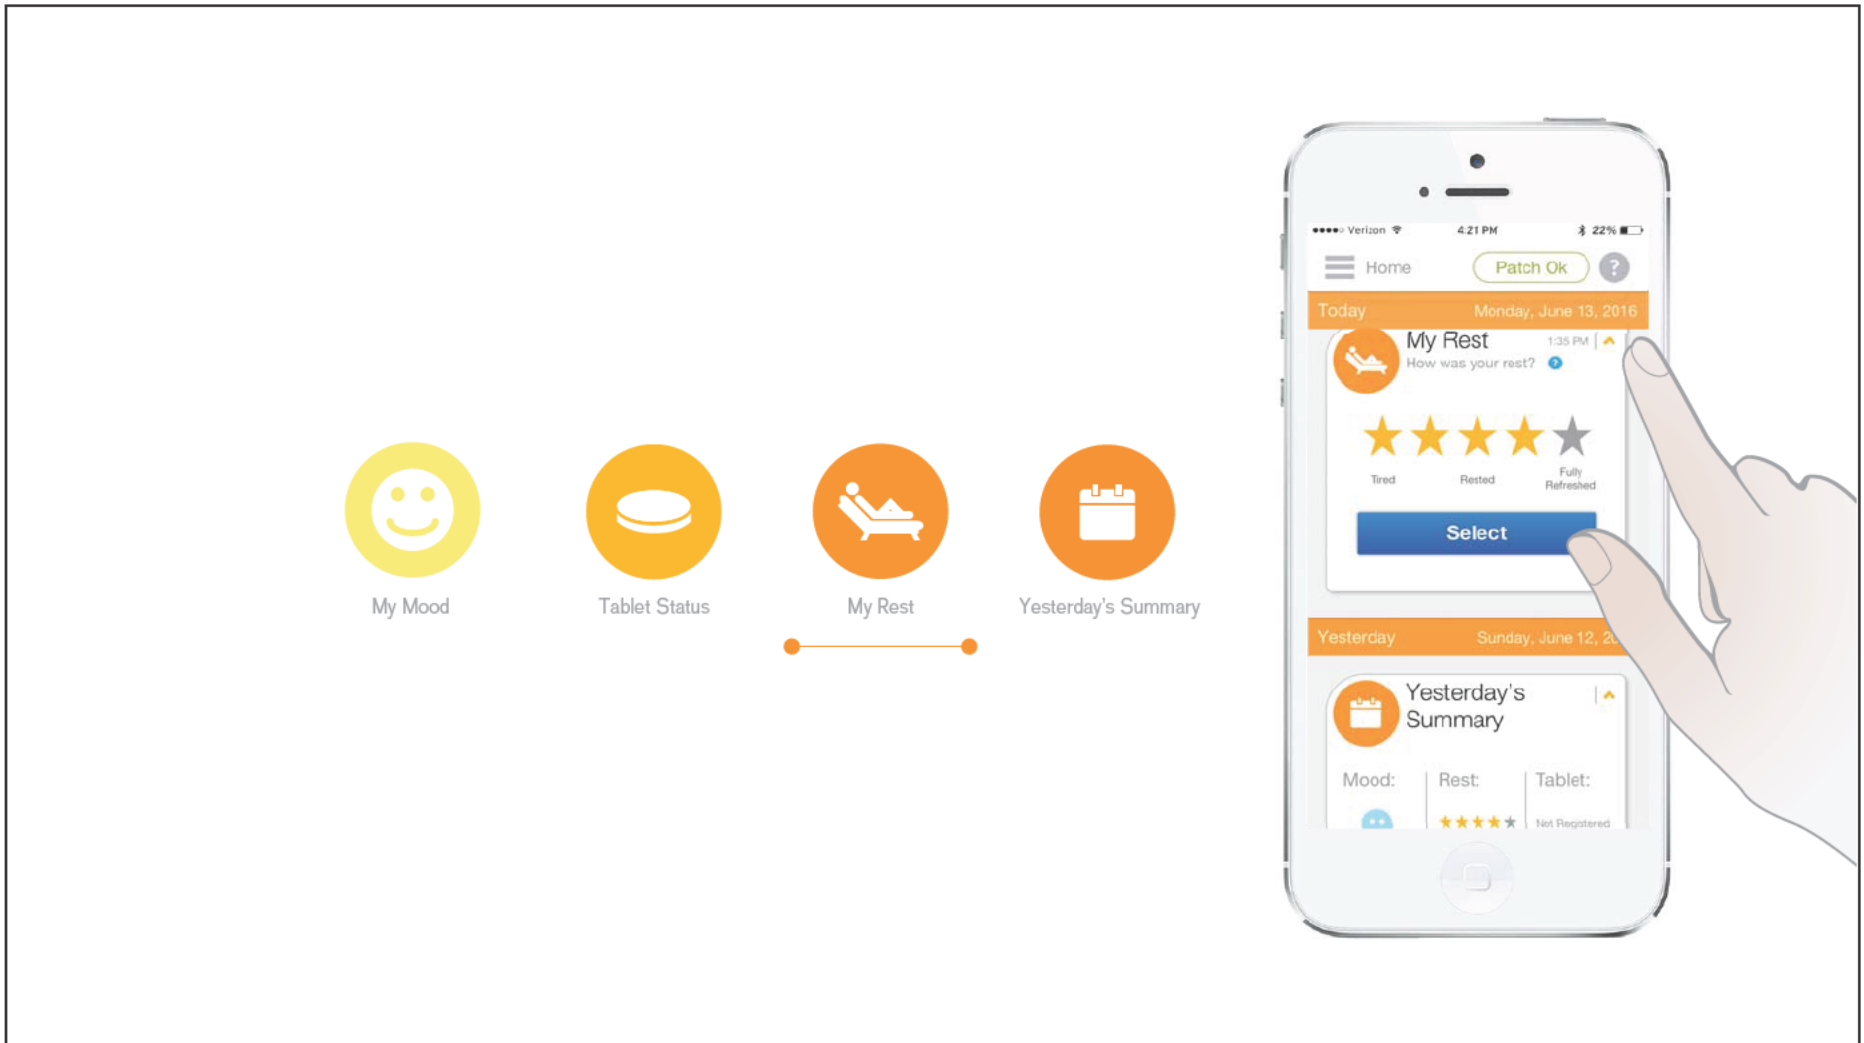 My Mood
Tablet Status
My Rest
Yesterday's Summary
Verizon 4:21 PM 22%
Home Patch Ok ?
Today Monday, June 13, 2016
My Rest 1:35 PM
How was your rest? ?
Tired Rested Fully Refreshed
Select
Yesterday Sunday, June 12,
Yesterday's
Summary
Mood: Rest: Tablet:
Not Registered